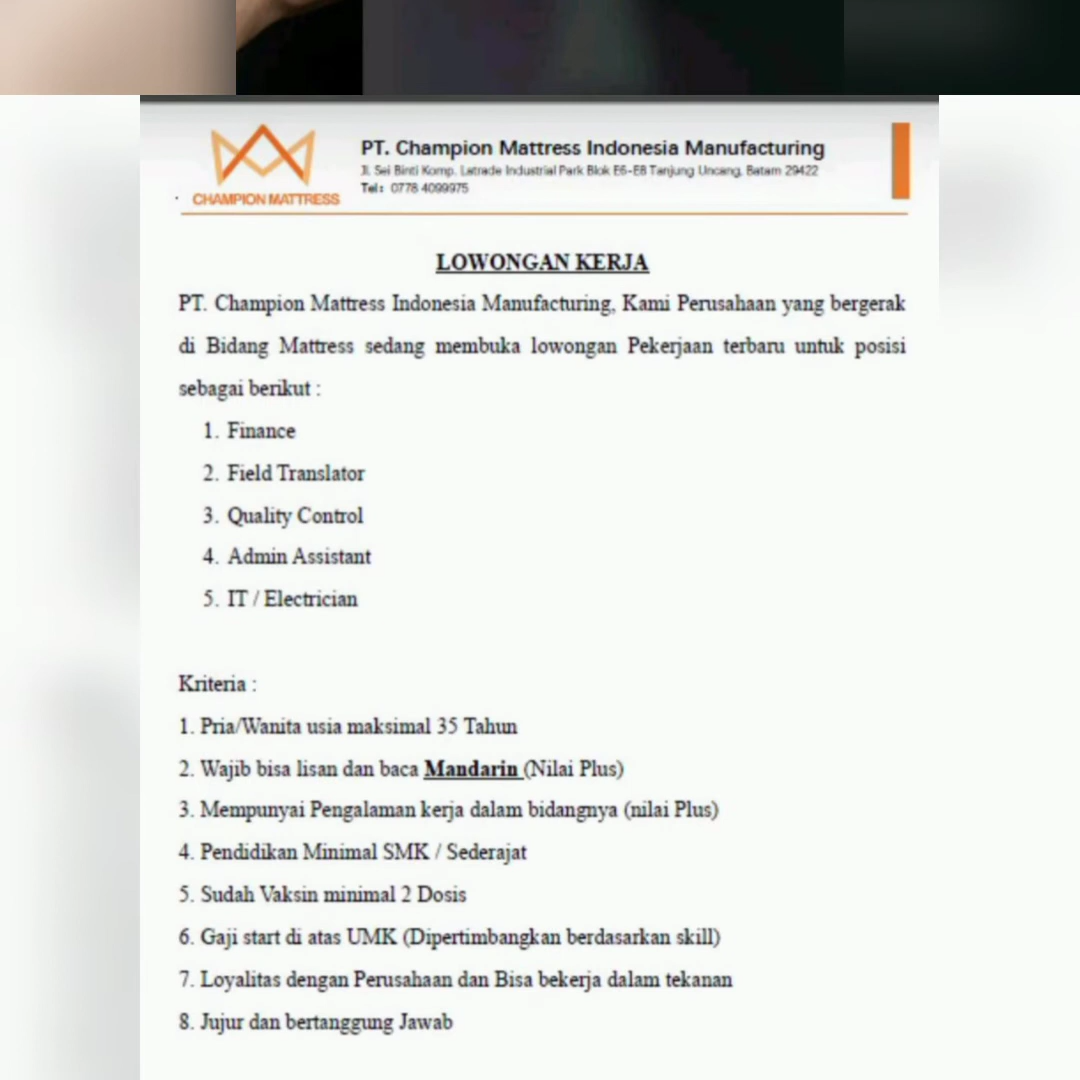 CHAMPION MATTRESS
PT. Champion Mattress Indonesia Manufacturing
Jl. Sei Binti Komp. Latrade Industrial Park Blok E6-E8 Tanjung Uncang, Batam 29422
Tel: 0778 4099975
LOWONGAN KERJA
PT. Champion Mattress Indonesia Manufacturing, Kami Perusahaan yang bergerak
di Bidang Mattress sedang membuka lowongan Pekerjaan terbaru untuk posisi
sebagai berikut :
1. Finance
2. Field Translator
3. Quality Control
4. Admin Assistant
5. IT / Electrician
Kriteria :
1. Pria/Wanita usia maksimal 35 Tahun
2. Wajib bisa lisan dan baca Mandarin (Nilai Plus)
3. Mempunyai Pengalaman kerja dalam bidangnya (nilai Plus)
4. Pendidikan Minimal SMK / Sederajat
5. Sudah Vaksin minimal 2 Dosis
6. Gaji start di atas UMK (Dipertimbangkan berdasarkan skill)
7. Loyalitas dengan Perusahaan dan Bisa bekerja dalam tekanan
8. Jujur dan bertanggung Jawab